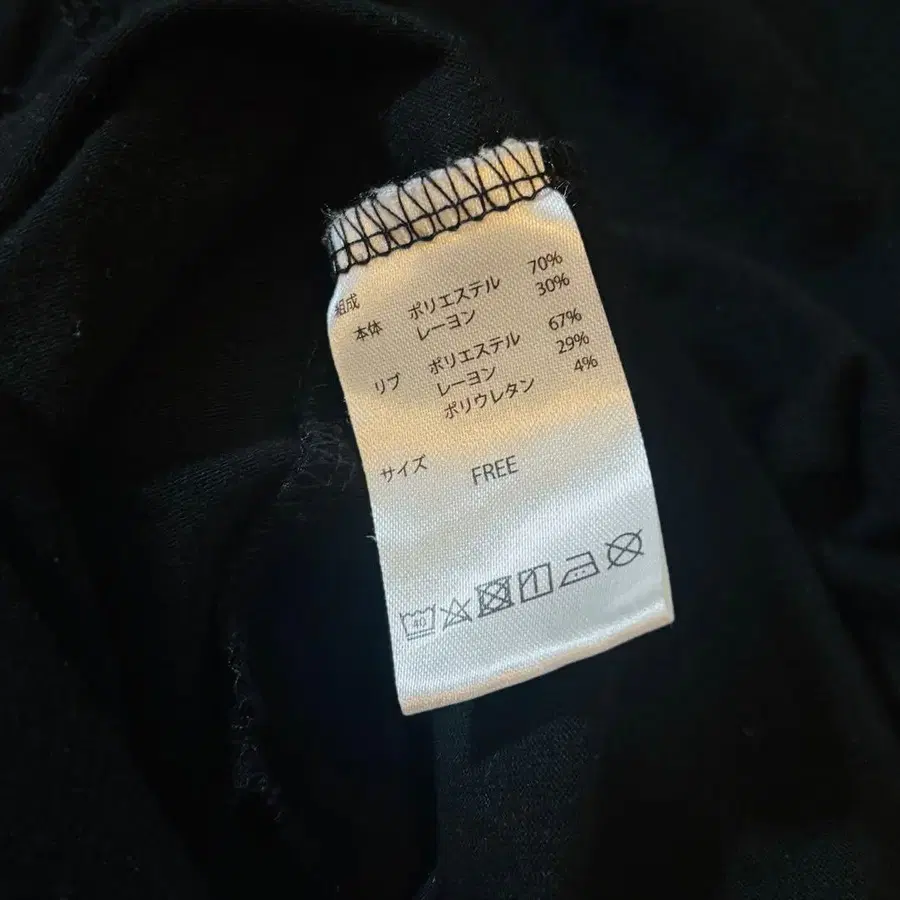 組成
本体 ポリエステル 70%
レーヨン 30%
リブ ポリエステル 67%
レーヨン 29%
ポリウレタン 4%
サイズ FREE
40